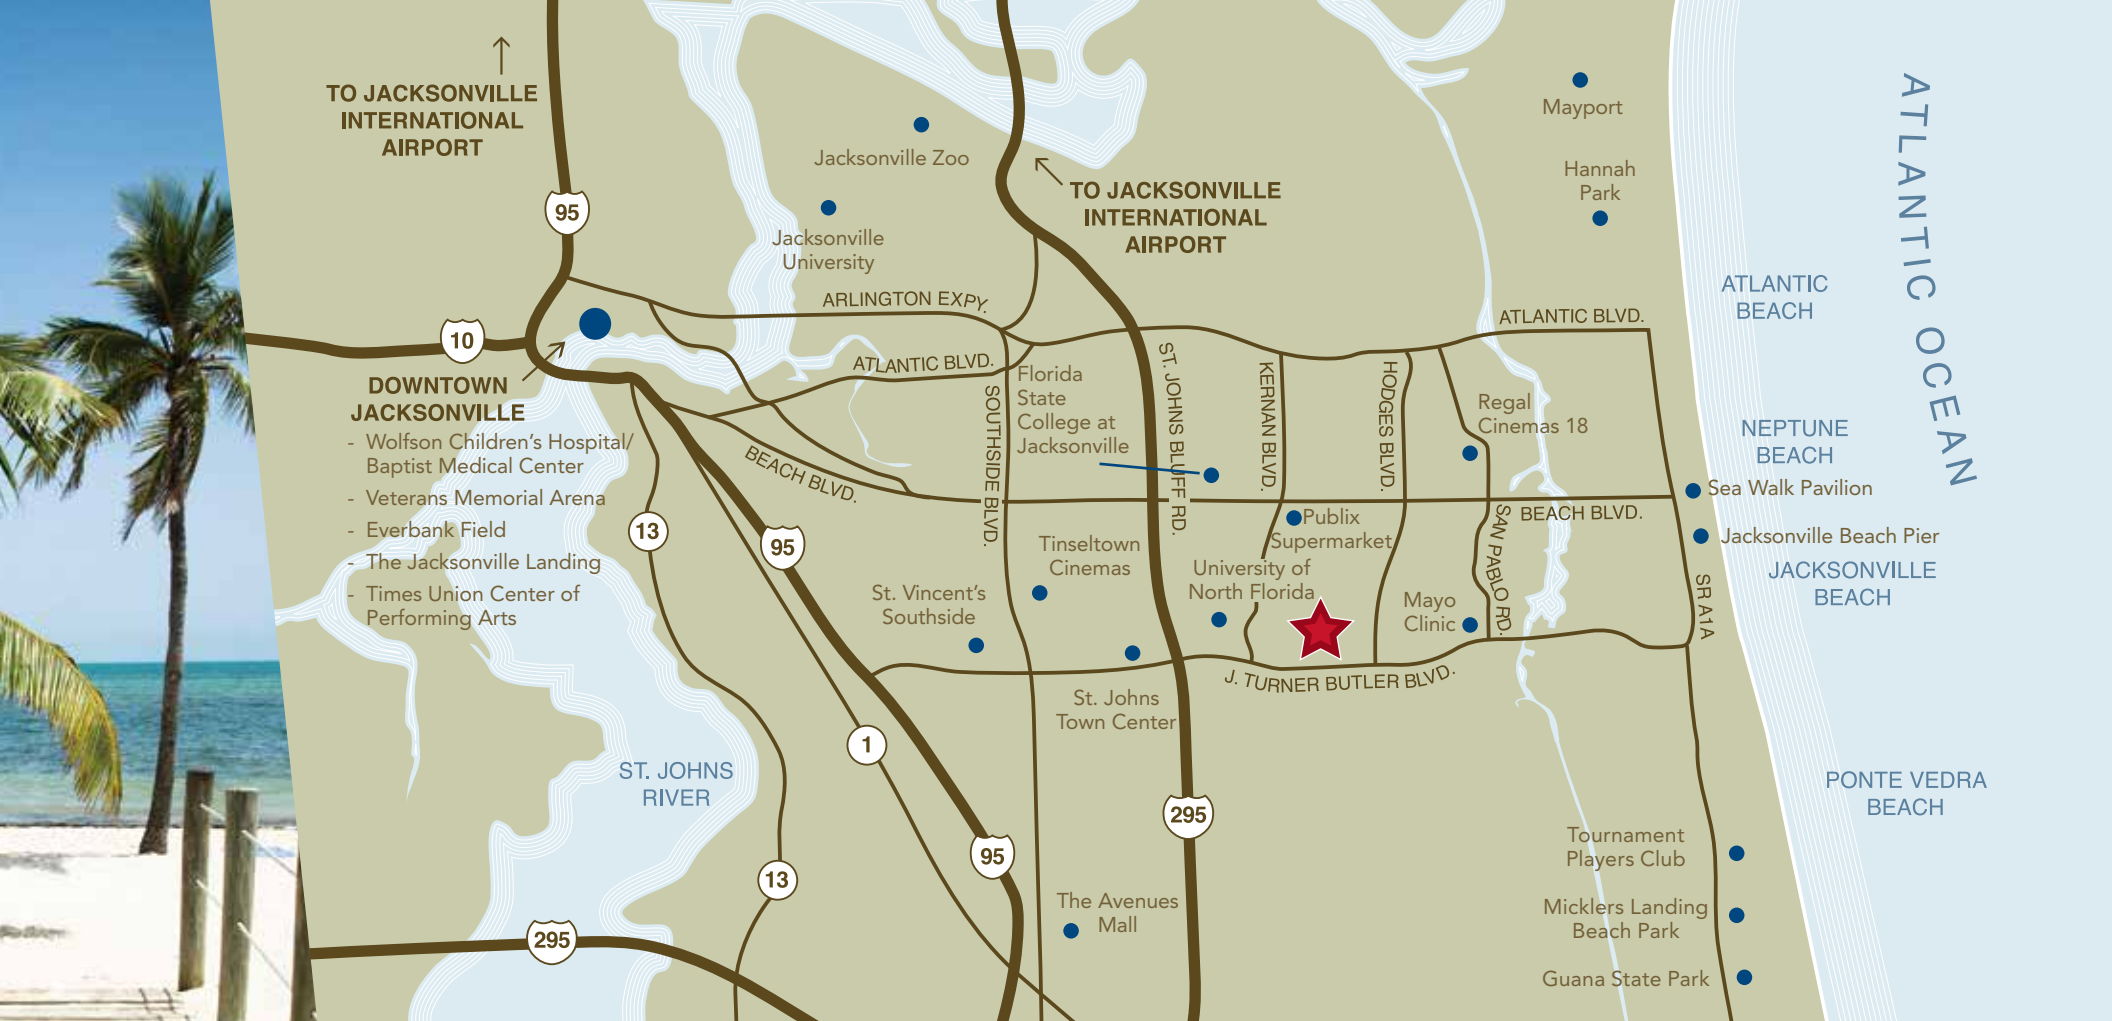 TO JACKSONVILLE
INTERNATIONAL
AIRPORT
95
Jacksonville Zoo
Jacksonville
University
TO JACKSONVILLE
INTERNATIONAL
AIRPORT
Mayport
Hannah
Park
ATLANTIC OCEAN
ATLANTIC
BEACH
ARLINGTON EXPY.
ATLANTIC BLVD.
10
DOWNTOWN
JACKSONVILLE
- Wolfson Children's Hospital/
Baptist Medical Center
- Veterans Memorial Arena
- Everbank Field
- The Jacksonville Landing
- Times Union Center of
Performing Arts
ATLANTIC BLVD.
BEACH BLVD.
SOUTHSIDE BLVD.
Florida
State
College at
Jacksonville
ST. JOHNS BLUFF RD.
KERNAN BLVD.
HODGES BLVD.
Regal
Cinemas 18
NEPTUNE
BEACH
Sea Walk Pavilion
BEACH BLVD.
SAN PABLO RD.
Jacksonville Beach Pier
JACKSONVILLE
BEACH
SR A1A
13
95
Tinseltown
Cinemas
Publix
Supermarket
University of
North Florida
St. Vincent's
Southside
Mayo
Clinic
J. TURNER BUTLER BLVD.
St. Johns
Town Center
1
ST. JOHNS
RIVER
PONTE VEDRA
BEACH
295
95
13
295
The Avenues
Mall
Tournament
Players Club
Micklers Landing
Beach Park
Guana State Park